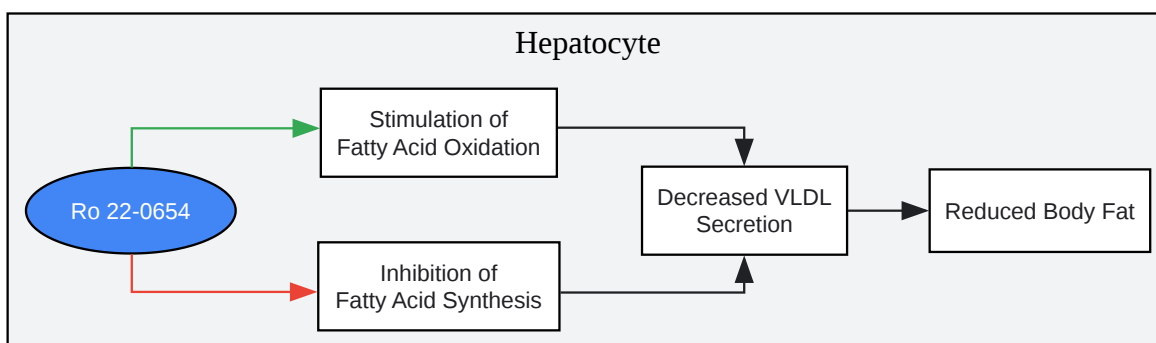 Hepatocyte
Stimulation of
Fatty Acid Oxidation
Ro 22-0654
Decreased VLDL
Secretion
Reduced Body Fat
Inhibition of
Fatty Acid Synthesis